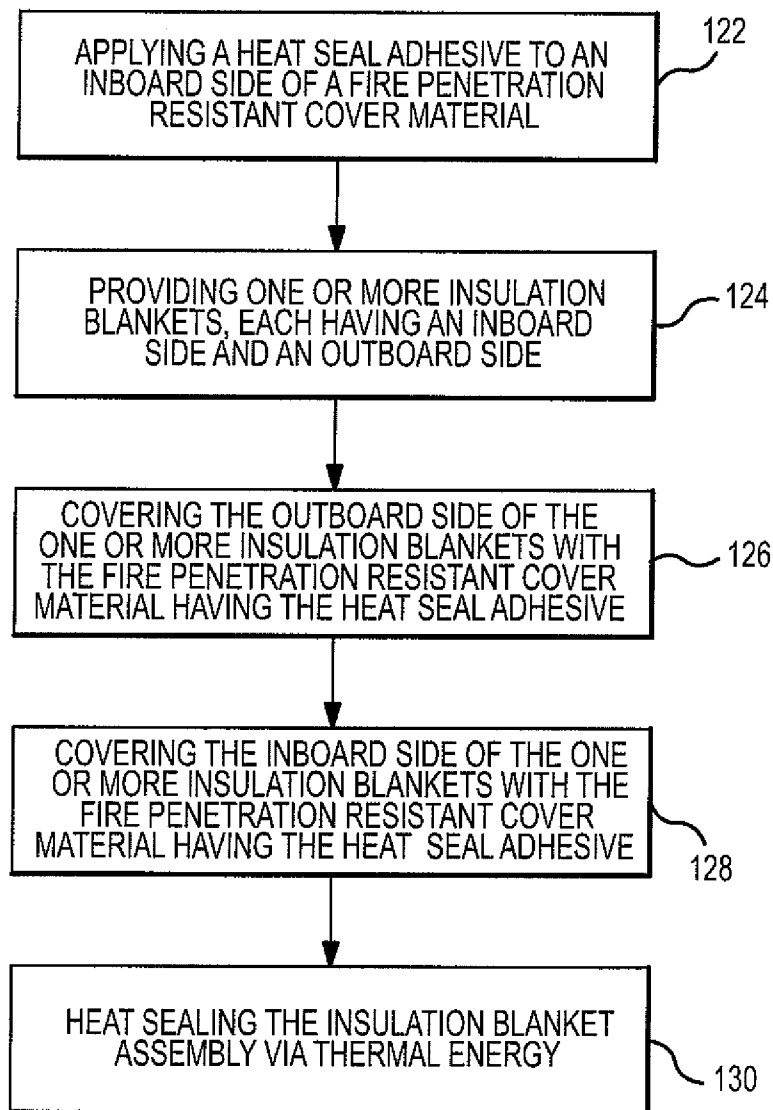 APPLYING A HEAT SEAL ADHESIVE TO AN
INBOARD SIDE OF A FIRE PENETRATION
RESISTANT COVER MATERIAL
122
PROVIDING ONE OR MORE INSULATION
BLANKETS, EACH HAVING AN INBOARD
SIDE AND AN OUTBOARD SIDE
124
COVERING THE OUTBOARD SIDE OF THE
ONE OR MORE INSULATION BLANKETS WITH
THE FIRE PENETRATION RESISTANT COVER
MATERIAL HAVING THE HEAT SEAL ADHESIVE
126
COVERING THE INBOARD SIDE OF THE ONE
OR MORE INSULATION BLANKETS WITH THE
FIRE PENETRATION RESISTANT COVER
MATERIAL HAVING THE HEAT SEAL ADHESIVE
128
HEAT SEALING THE INSULATION BLANKET
ASSEMBLY VIA THERMAL ENERGY
130